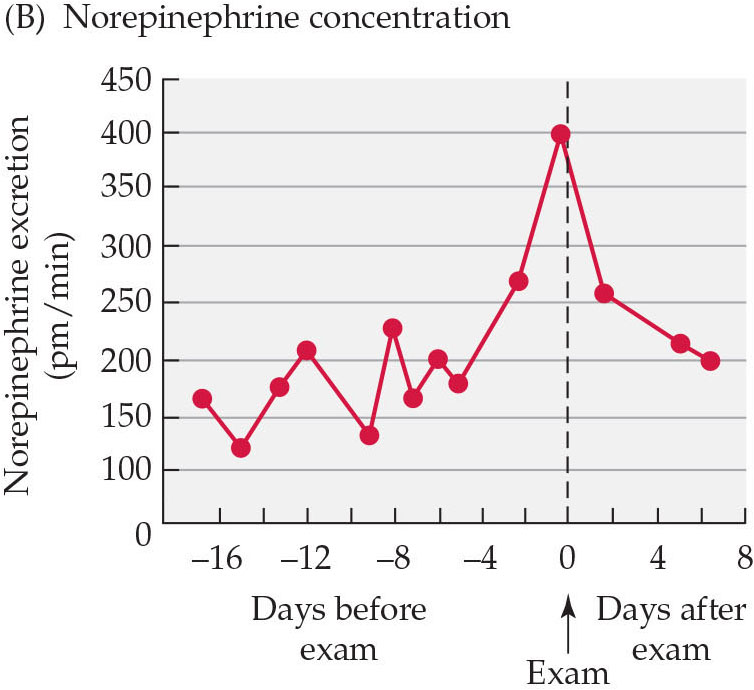 (B) Norepinephrine concentration
Norepinephrine excretion
(pm/min)
450
400
350
300
250
200
150
100
0
–16 –12 –8 –4 0 4 8
Days before
exam
Exam
Days after
exam